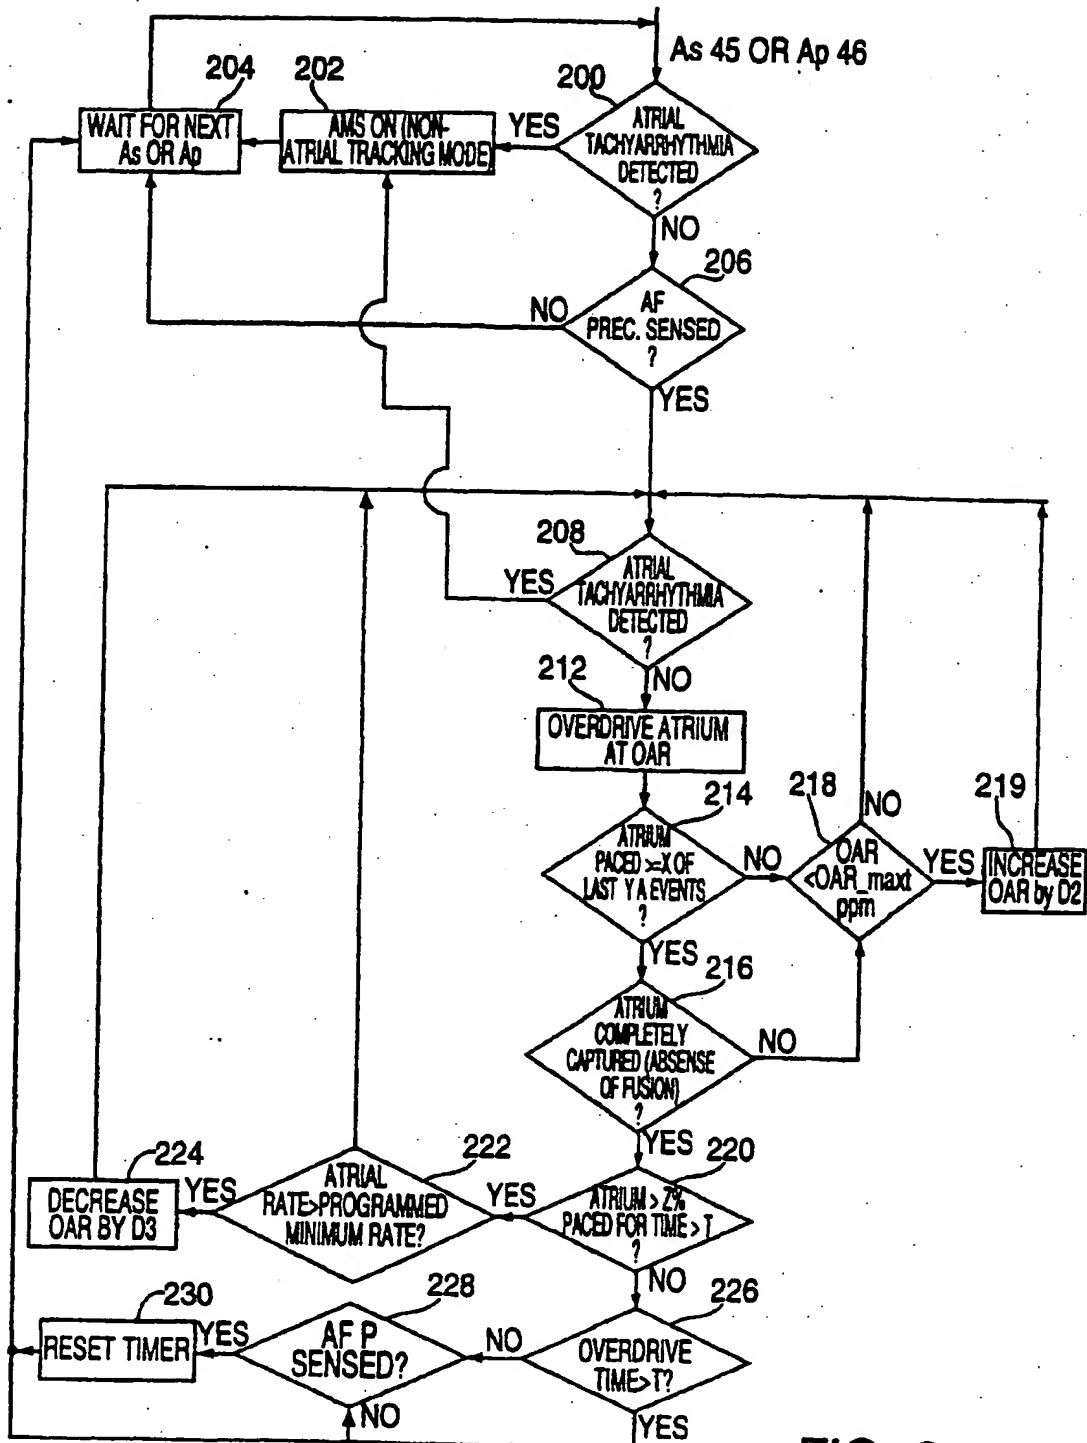 As 45 OR Ap 46
204
202
200
WAIT FOR NEXT
As OR Ap
AMS ON (NON-
ATRIAL TRACKING MODE)
YES
ATRIAL
TACHYARRHYTHMIA
DETECTED
?
NO
206
NO
AF
PREC. SENSED
?
YES
208
YES
ATRIAL
TACHYARRHYTHMIA
DETECTED
?
212
NO
OVERDRIVE ATRIUM
AT OAR
214
218
NO
219
ATRIUM
PACED >=X OF
LAST Y A EVENTS
?
NO
OAR
<OAR_maxt
ppm
YES
INCREASE
OAR by D2
YES
216
ATRIUM
COMPLETELY
CAPTURED (ABSENSE
OF FUSION)
?
NO
YES
224
222
220
DECREASE
OAR BY D3
YES
ATRIAL
RATE>PROGRAMMED
MINIMUM RATE?
YES
ATRIUM > Z%
PACED FOR TIME > T
?
NO
230
228
226
RESET TIMER
YES
AF P
SENSED?
NO
OVERDRIVE
TIME>T?
NO
YES